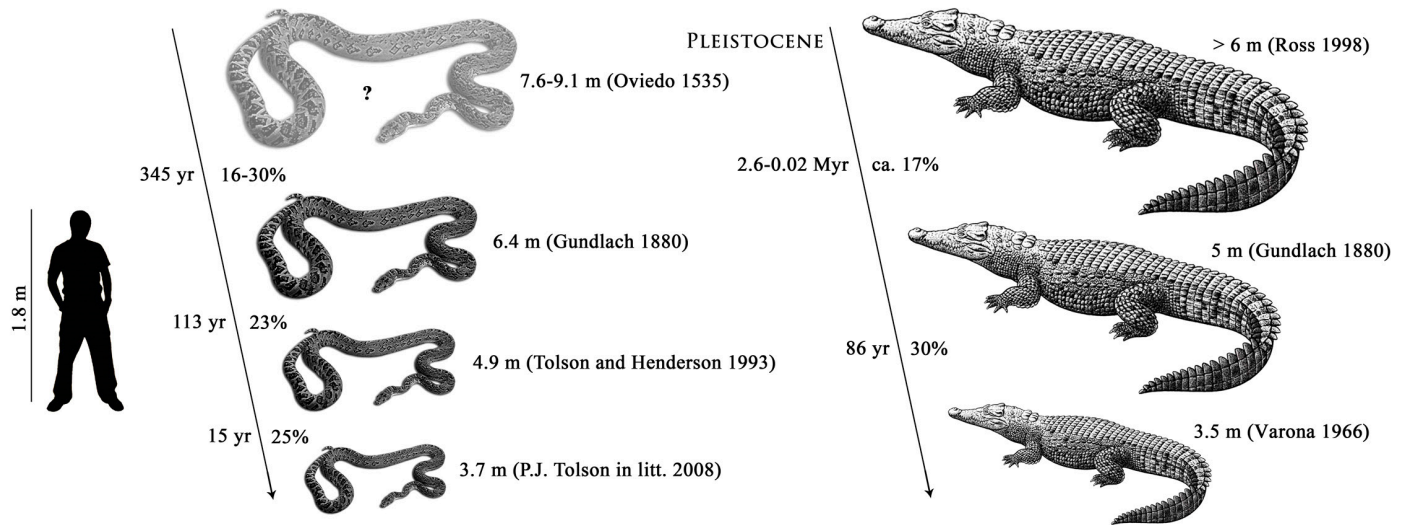 1.8 m
7.6-9.1 m (Oviedo 1535)
?
345 yr 16-30%
6.4 m (Gundlach 1880)
113 yr 23%
4.9 m (Tolson and Henderson 1993)
15 yr 25%
3.7 m (P.J. Tolson in litt. 2008)
PLEISTOCENE
> 6 m (Ross 1998)
2.6-0.02 Myr ca. 17%
5 m (Gundlach 1880)
86 yr 30%
3.5 m (Varona 1966)